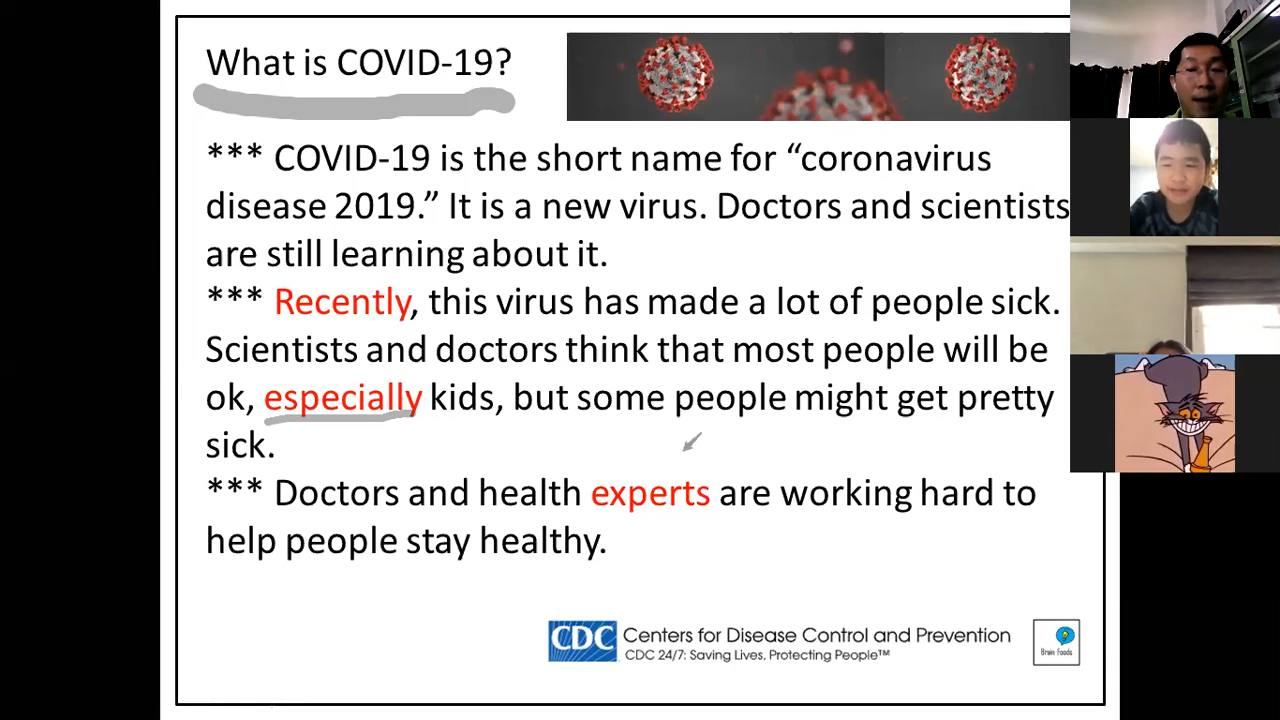 What is COVID-19?
*** COVID-19 is the short name for “coronavirus
disease 2019.” It is a new virus. Doctors and scientists
are still learning about it.
*** Recently, this virus has made a lot of people sick.
Scientists and doctors think that most people will be
ok, especially kids, but some people might get pretty
sick.
*** Doctors and health experts are working hard to
help people stay healthy.
CDC Centers for Disease Control and Prevention
CDC 24/7: Saving Lives, Protecting People™
Brain Foods